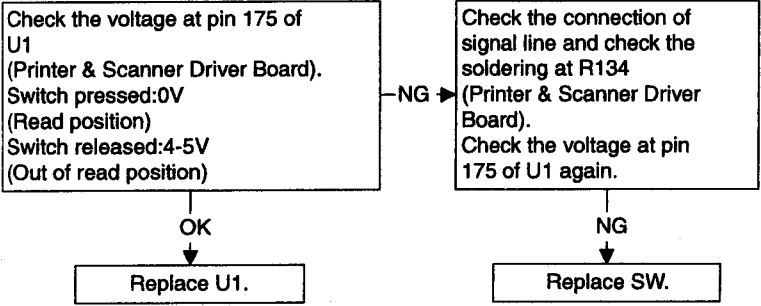 Check the voltage at pin 175 of
U1
(Printer & Scanner Driver Board).
Switch pressed:0V
(Read position)
Switch released:4-5V
(Out of read position)
NG
Check the connection of
signal line and check the
soldering at R134
(Printer & Scanner Driver
Board).
Check the voltage at pin
175 of U1 again.
OK
NG
Replace U1.
Replace SW.